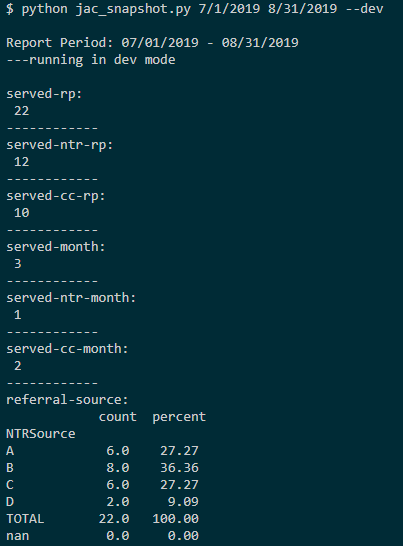 $ python jac_snapshot.py 7/1/2019 8/31/2019 --dev
Report Period: 07/01/2019 - 08/31/2019
---running in dev mode
served-rp:
22
------------
served-ntr-rp:
12
------------
served-cc-rp:
10
------------
served-month:
3
------------
served-ntr-month:
1
------------
served-cc-month:
2
------------
referral-source:
count percent
NTRSource
A 6.0 27.27
B 8.0 36.36
C 6.0 27.27
D 2.0 9.09
TOTAL 22.0 100.00
nan 0.0 0.00